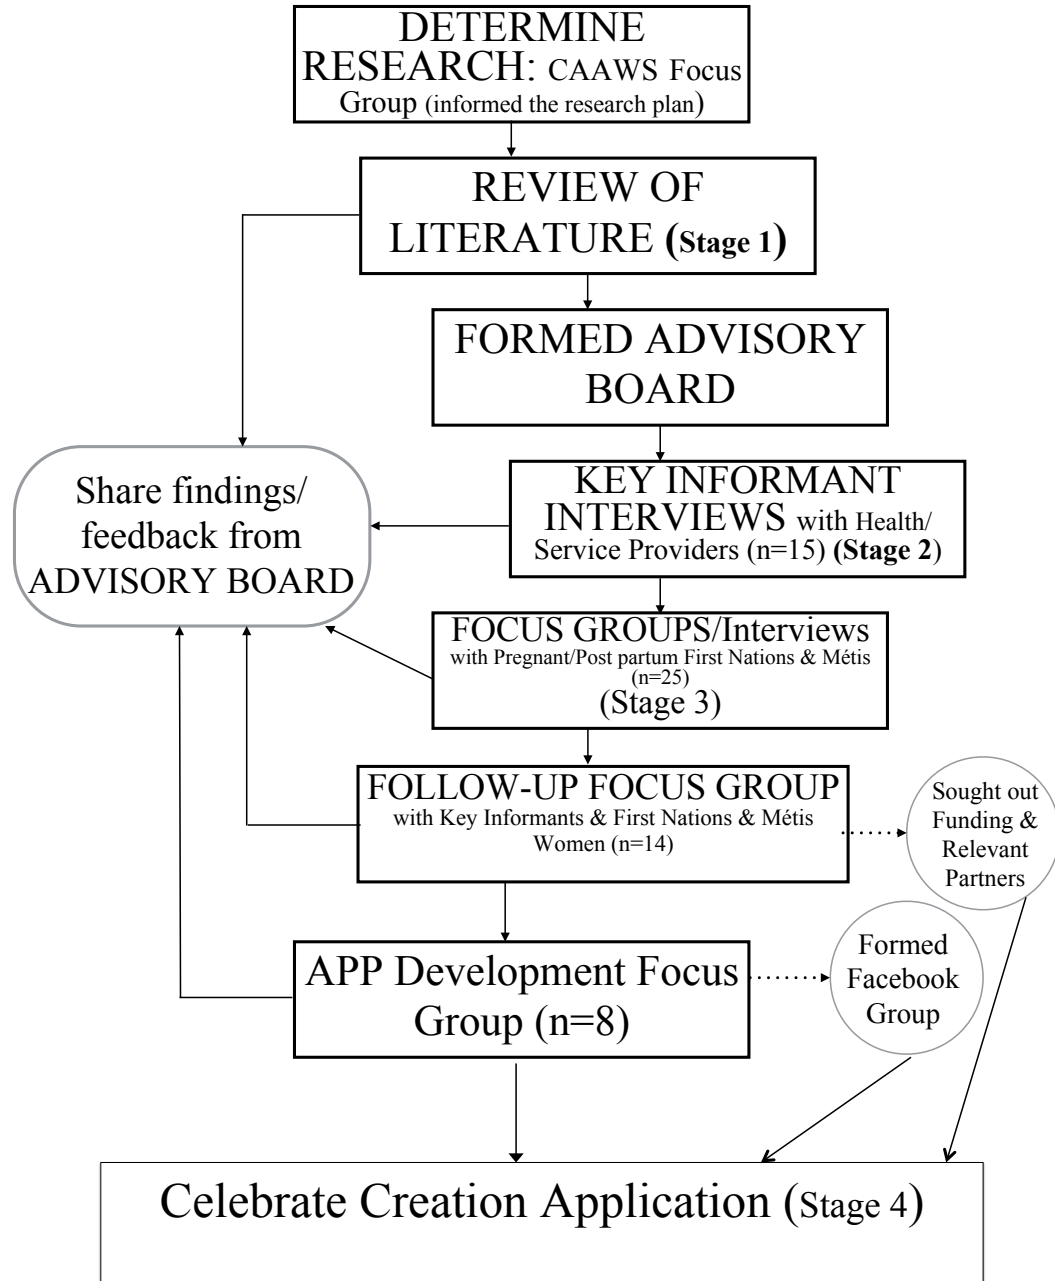 DETERMINE
RESEARCH: CAAWS Focus
Group (informed the research plan)
REVIEW OF
LITERATURE (Stage 1)
FORMED ADVISORY
BOARD
KEY INFORMANT
INTERVIEWS with Health/
Service Providers (n=15) (Stage 2)
Share findings/
feedback from
ADVISORY BOARD
FOCUS GROUPS/Interviews
with Pregnant/Post partum First Nations & Métis
(n=25)
(Stage 3)
FOLLOW-UP FOCUS GROUP
with Key Informants & First Nations & Métis
Women (n=14)
Sought out
Funding &
Relevant
Partners
APP Development Focus
Group (n=8)
Formed
Facebook
Group
Celebrate Creation Application (Stage 4)